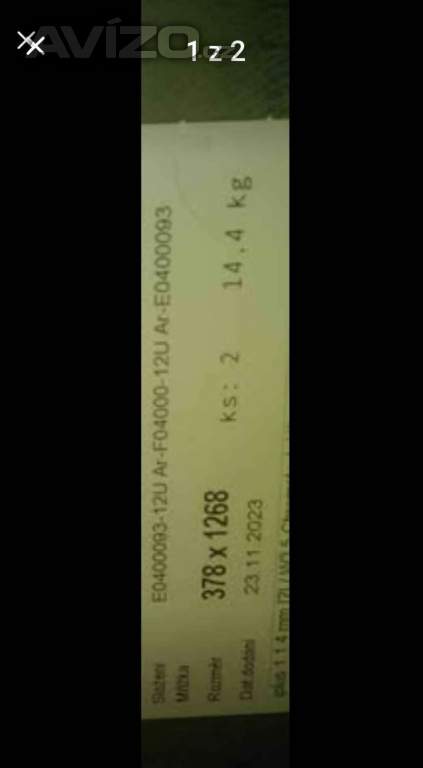 AVÍZO.cz
1 z 2
Složení E0400093-12U Ar-F04000-12U Ar-E0400093
Mřížka
Rozměr 378 x 1268 ks: 2 14.4 kg
Dat.dodání 23.11.2023